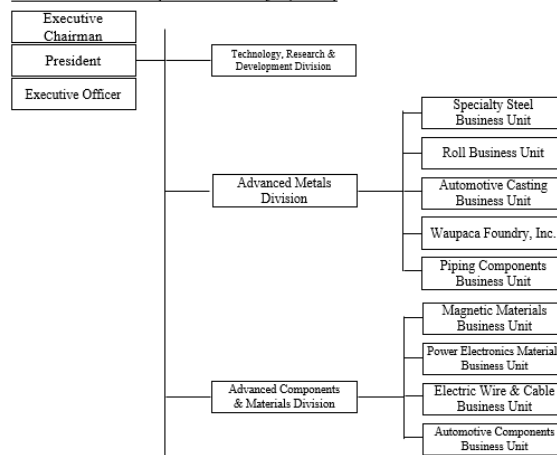 Executive
Chairman
President
Executive Officer
Technology, Research &
Development Division
Advanced Metals
Division
Specialty Steel
Business Unit
Roll Business Unit
Automotive Casting
Business Unit
Waupaca Foundry, Inc.
Piping Components
Business Unit
Advanced Components
& Materials Division
Magnetic Materials
Business Unit
Power Electronics Material
Business Unit
Electric Wire & Cable
Business Unit
Automotive Components
Business Unit